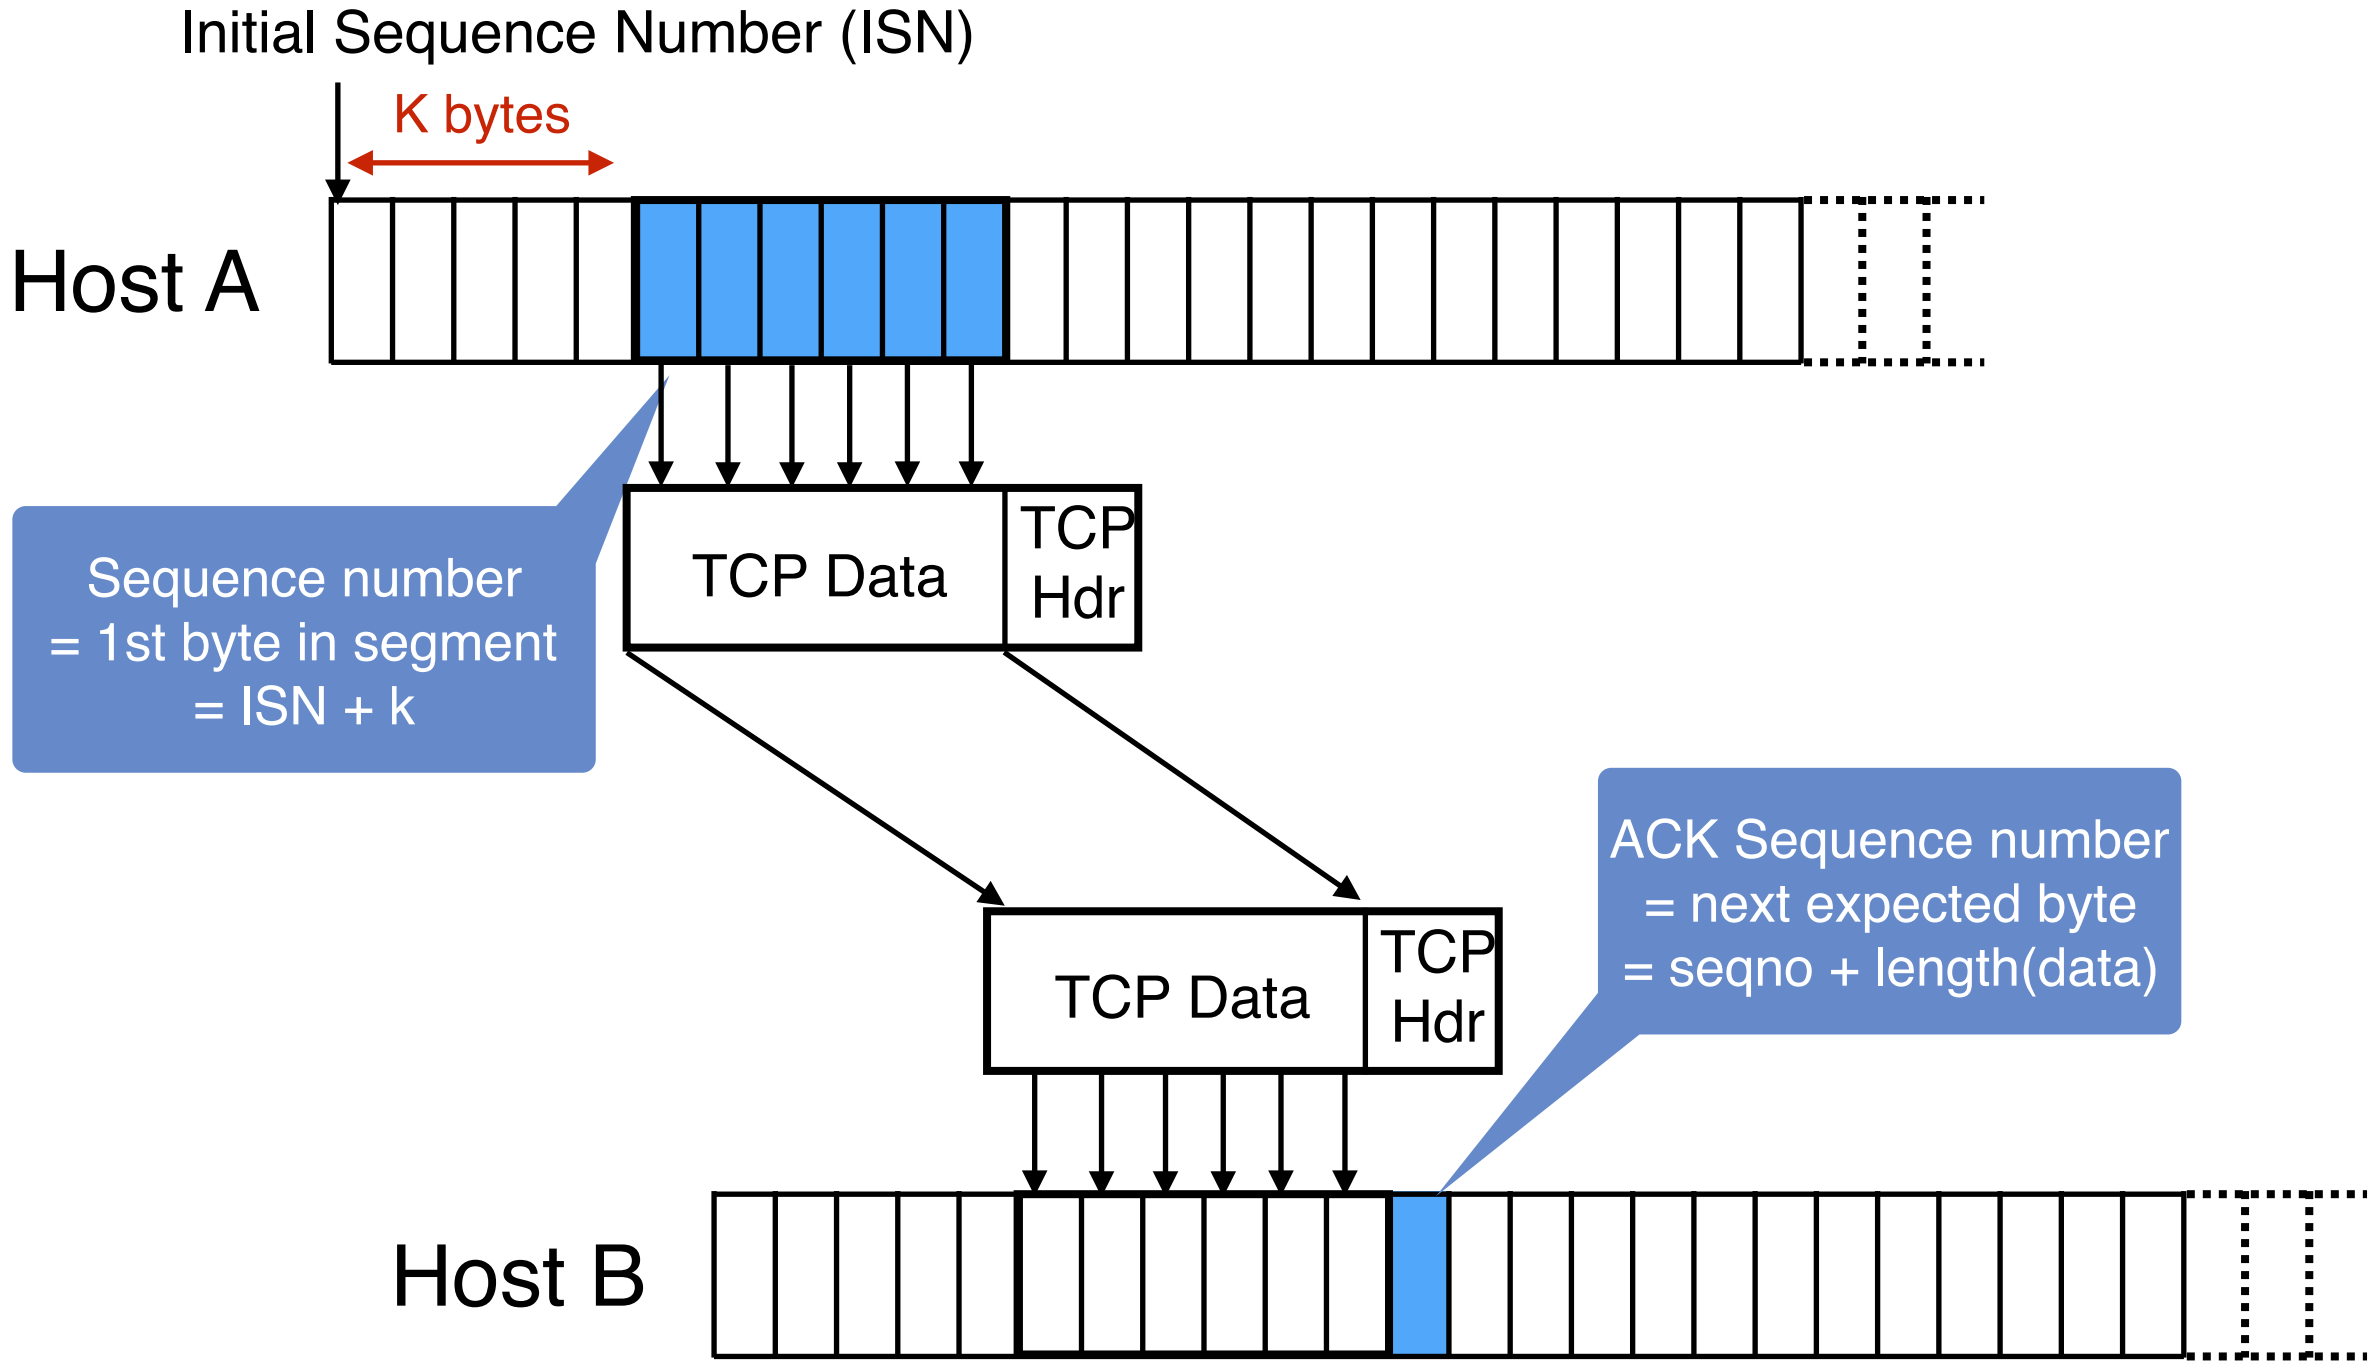 Initial Sequence Number (ISN)
K bytes
Host A
TCP Data
TCP
Hdr
Sequence number
= 1st byte in segment
= ISN + k
ACK Sequence number
= next expected byte
= seqno + length(data)
TCP Data
TCP
Hdr
Host B